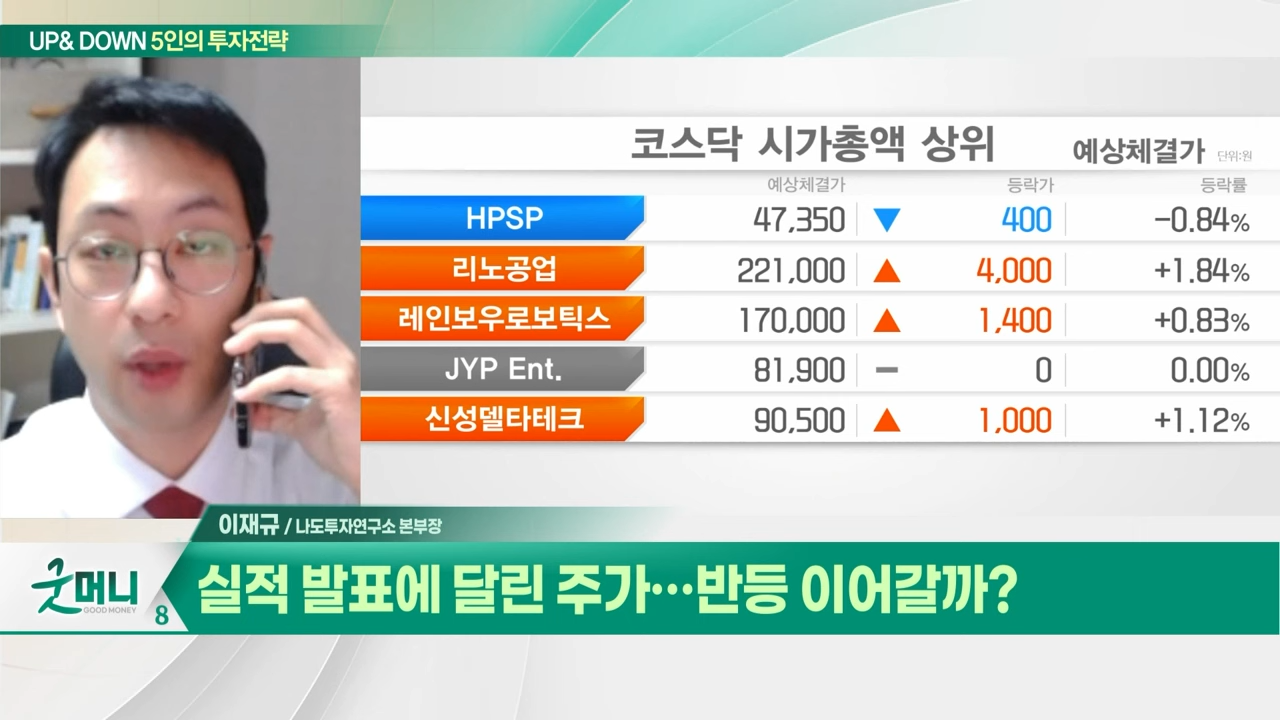 UP& DOWN 5인의 투자전략
코스닥 시가총액 상위 예상체결가 단위:원
예상체결가 등락가 등락률
HPSP 47,350 ▼ 400 -0.84%
리노공업 221,000 ▲ 4,000 +1.84%
레인보우로보틱스 170,000 ▲ 1,400 +0.83%
JYP Ent. 81,900 - 0 0.00%
신성델타테크 90,500 ▲ 1,000 +1.12%
이재규 / 나도투자연구소 본부장
굿머니
GOOD MONEY
8
실적 발표에 달린 주가…반등 이어갈까?